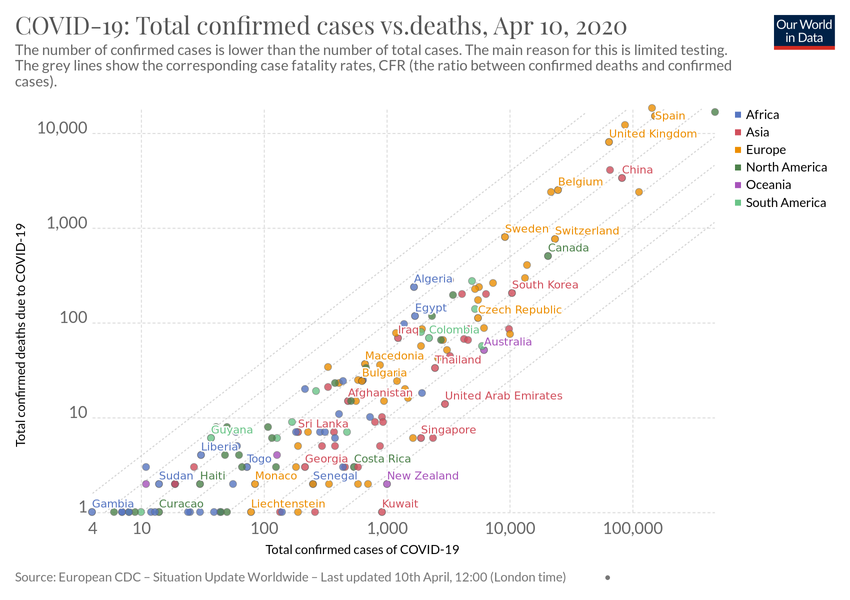 COVID-19: Total confirmed cases vs.deaths, Apr 10, 2020
Our World
in Data
The number of confirmed cases is lower than the number of total cases. The main reason for this is limited testing.
The grey lines show the corresponding case fatality rates, CFR (the ratio between confirmed deaths and confirmed
cases).
Africa
Asia
Europe
North America
Oceania
South America
Total confirmed deaths due to COVID-19
10,000
1,000
100
10
1
Spain
United Kingdom
China
Belgium
Sweden
Switzerland
Canada
Algeria
South Korea
Egypt
Czech Republic
Iraq
Colombia
Australia
Macedonia
Thailand
Bulgaria
Afghanistan
United Arab Emirates
Guyana
Sri Lanka
Singapore
Liberia
Togo
Georgia
Costa Rica
Sudan
Haiti
Monaco
Senegal
New Zealand
Gambia
Curacao
Liechtenstein
Kuwait
4
10
100
1,000
10,000
100,000
Total confirmed cases of COVID-19
Source: European CDC – Situation Update Worldwide – Last updated 10th April, 12:00 (London time)